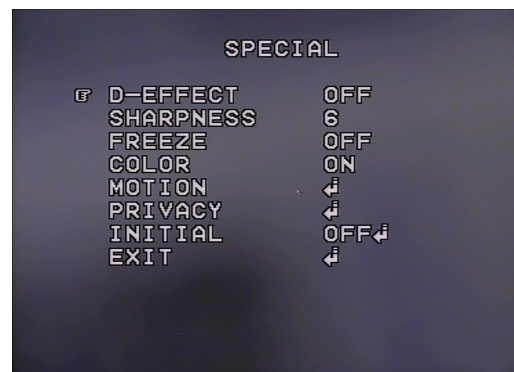 SPECIAL
☞ D-EFFECT OFF
SHARPNESS 6
FREEZE OFF
COLOR ON
MOTION ↲
PRIVACY ↲
INITIAL OFF↲
EXIT ↲